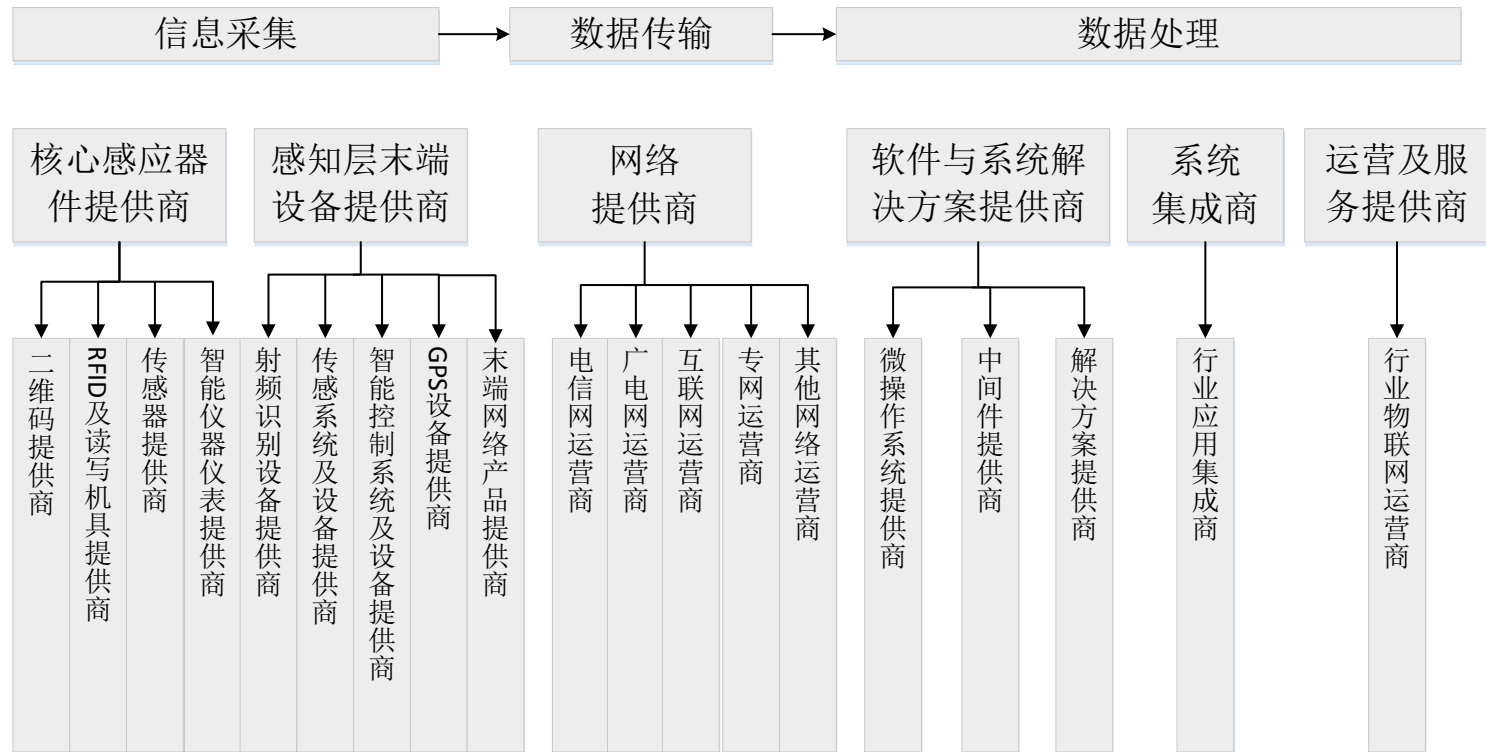 信息采集
数据传输
数据处理
核心感应器
件提供商
感知层末端
设备提供商
网络
提供商
软件与系统解
决方案提供商
系统
集成商
运营及服
务提供商
二维码提供商
RFID及读写机具提供商
传感器提供商
智能仪器仪表提供商
射频识别设备提供商
传感系统及设备提供商
智能控制系统及设备提供商
GPS设备提供商
末端网络产品提供商
电信网运营商
广电网运营商
互联网运营商
专网运营商
其他网络运营商
微操作系统提供商
中间件提供商
解决方案提供商
行业应用集成商
行业物联网运营商